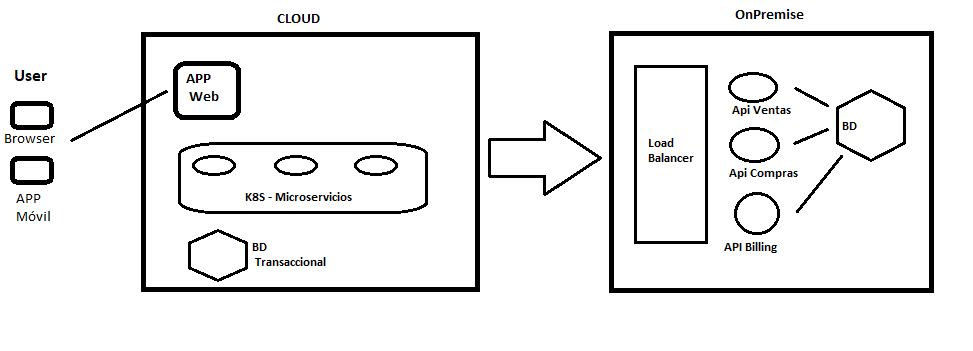 CLOUD
OnPremise
User
Browser
APP
Móvil
APP
Web
K8S - Microservicios
BD
Transaccional
Load
Balancer
Api Ventas
Api Compras
API Billing
BD